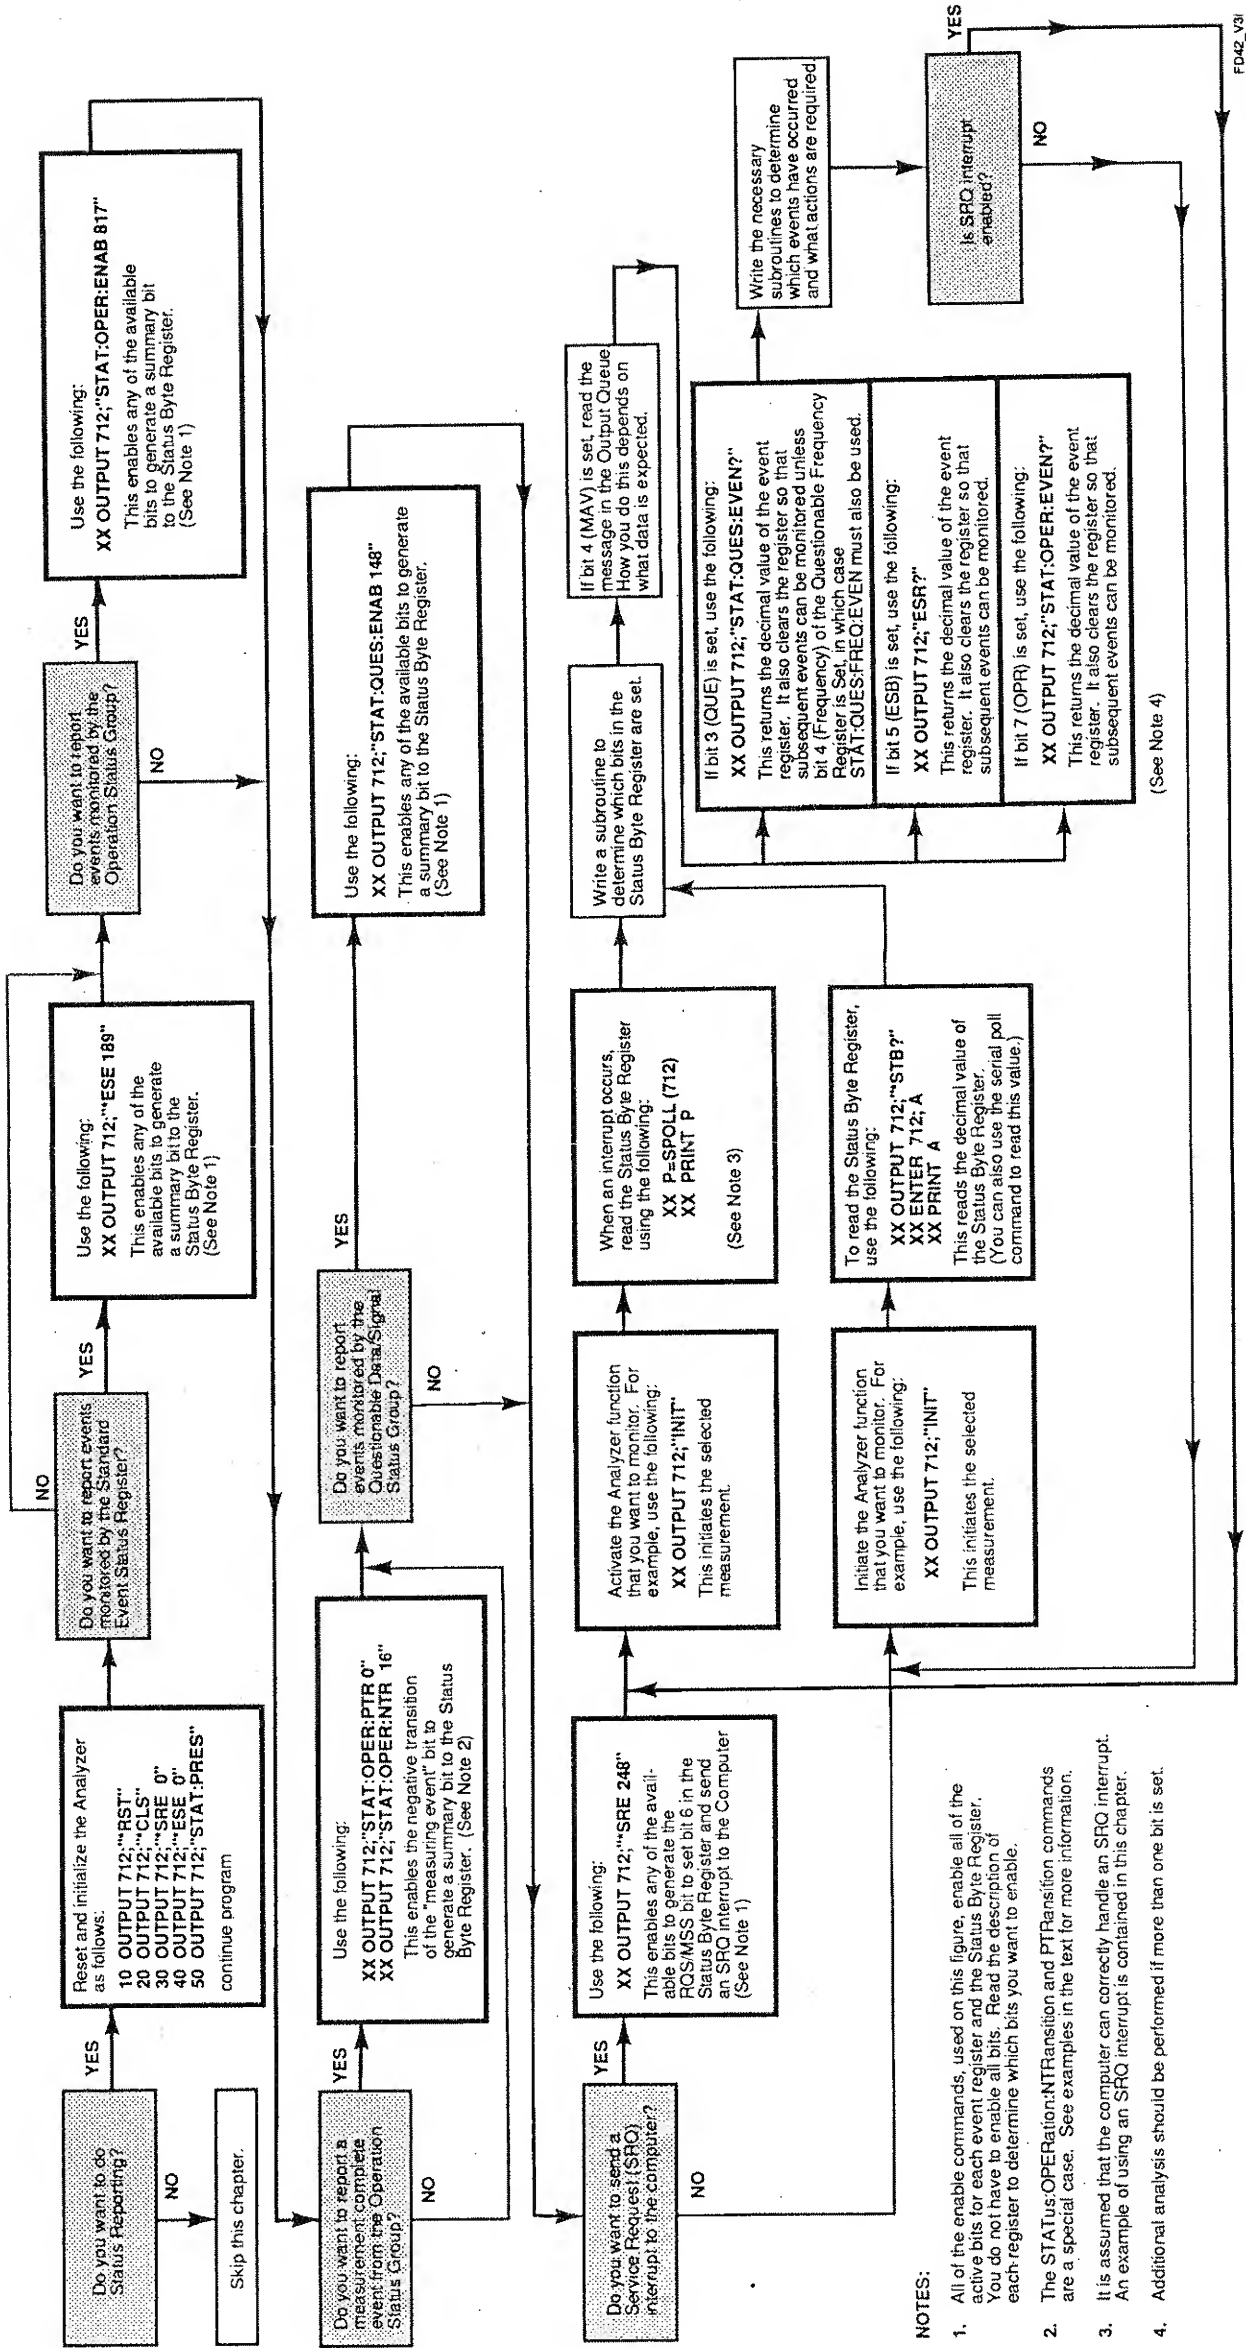 Do you want to do
Status Reporting?
YES
NO
Skip this chapter.
Reset and initialize the Analyzer
as follows:
10 OUTPUT 712;"*RST"
20 OUTPUT 712;"*CLS"
30 OUTPUT 712;"*SRE 0"
40 OUTPUT 712;"*ESE 0"
50 OUTPUT 712;"STAT:PRES"
continue program
Do you want to report events
monitored by the Standard
Event Status Register?
NO
YES
Use the following:
XX OUTPUT 712;"*ESE 189"
This enables any of the
available bits to generate
a summary bit to the
Status Byte Register.
(See Note 1)
Do you want to report
events monitored by the
Operation Status Group?
YES
NO
Use the following:
XX OUTPUT 712;"STAT:OPER:ENAB 817"
This enables any of the available
bits to generate a summary bit
to the Status Byte Register.
(See Note 1)
Do you want to report a
measurement complete
event from the Operation
Status Group?
YES
NO
Use the following:
XX OUTPUT 712;"STAT:OPER:PTR 0"
XX OUTPUT 712;"STAT:OPER:NTR 16"
This enables the negative transition
of the "measuring event" bit to
generate a summary bit to the Status
Byte Register. (See Note 2)
Do you want to report
events monitored by the
Questionable Data/Signal
Status Group?
YES
NO
Use the following:
XX OUTPUT 712;"STAT:QUES:ENAB 148"
This enables any of the available bits to generate
a summary bit to the Status Byte Register.
(See Note 1)
Do you want to send a
Service Request (SRQ)
interrupt to the computer?
YES
NO
Use the following:
XX OUTPUT 712;"*SRE 248"
This enables any of the avail-
able bits to generate the
RQS/MSS bit to set bit 6 in the
Status Byte Register and send
an SRQ interrupt to the Computer
(See Note 1)
Activate the Analyzer function
that you want to monitor. For
example, use the following:
XX OUTPUT 712;"INIT"
This initiates the selected
measurement.
When an interrupt occurs,
read the Status Byte Register
using the following:
XX P=SPOLL (712)
XX PRINT P
(See Note 3)
Write a subroutine to
determine which bits in the
Status Byte Register are set.
If bit 4 (MAV) is set, read the
message in the Output Queue
How you do this depends on
what data is expected.
Initiate the Analyzer function
that you want to monitor. For
example, use the following:
XX OUTPUT 712;"INIT"
This initiates the selected
measurement.
To read the Status Byte Register,
use the following:
XX OUTPUT 712;"*STB?"
XX ENTER 712; A
XX PRINT A
This reads the decimal value of
the Status Byte Register.
(You can also use the serial poll
command to read this value.)
If bit 3 (QUE) is set, use the following:
XX OUTPUT 712;"STAT:QUES:EVEN?"
This returns the decimal value of the event
register. It also clears the register so that
subsequent events can be monitored unless
bit 4 (Frequency) of the Questionable Frequency
Register is Set, in which case
STAT:QUES:FREQ:EVEN must also be used.
If bit 5 (ESB) is set, use the following:
XX OUTPUT 712;"ESR?"
This returns the decimal value of the event
register. It also clears the register so that
subsequent events can be monitored.
If bit 7 (OPR) is set, use the following:
XX OUTPUT 712;"STAT:OPER:EVEN?"
This returns the decimal value of the event
register. It also clears the register so that
subsequent events can be monitored.
(See Note 4)
Write the necessary
subroutines to determine
which events have occurred
and what actions are required.
Is SRQ interrupt
enabled?
YES
NO
NOTES:
1. All of the enable commands, used on this figure, enable all of the
active bits for each event register and the Status Byte Register.
You do not have to enable all bits. Read the description of
each register to determine which bits you want to enable.
2. The STATus:OPERation:NTRansition and PTRansition commands
are a special case. See examples in the text for more information.
3. It is assumed that the computer can correctly handle an SRQ interrupt.
An example of using an SRQ interrupt is contained in this chapter.
4. Additional analysis should be performed if more than one bit is set.